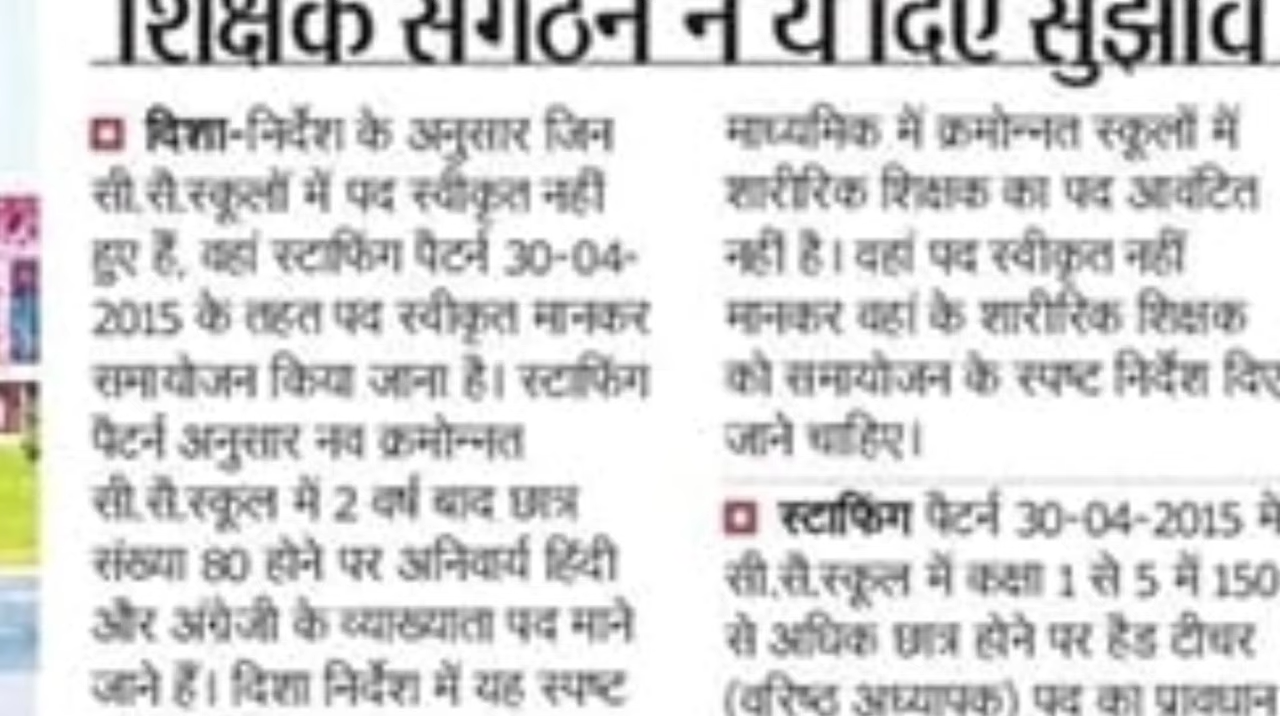 शिक्षक संगठन ने ये दिए सुझाव
दिशा-निर्देश के अनुसार जिन
सी.सै.स्कूलों में पद स्वीकृत नहीं
हुए हैं, वहां स्टाफिंग पैटर्न 30-04-
2015 के तहत पद स्वीकृत मानकर
समायोजन किया जाना है। स्टाफिंग
पैटर्न अनुसार नव क्रमोन्नत
सी.सै.स्कूल में 2 वर्ष बाद छात्र
संख्या 80 होने पर अनिवार्य हिंदी
और अंग्रेजी के व्याख्याता पद माने
जाने हैं। दिशा निर्देश में यह स्पष्ट
माध्यमिक में क्रमोन्नत स्कूलों में
शारीरिक शिक्षक का पद आवंटित
नहीं है। वहां पद स्वीकृत नहीं
मानकर वहां के शारीरिक शिक्षक
को समायोजन के स्पष्ट निर्देश दिए
जाने चाहिए।
स्टाफिंग पैटर्न 30-04-2015 में
सी.सै.स्कूल में कक्षा 1 से 5 में 150
से अधिक छात्र होने पर हैड टीचर
(वरिष्ठ अध्यापक) पद का प्रावधान